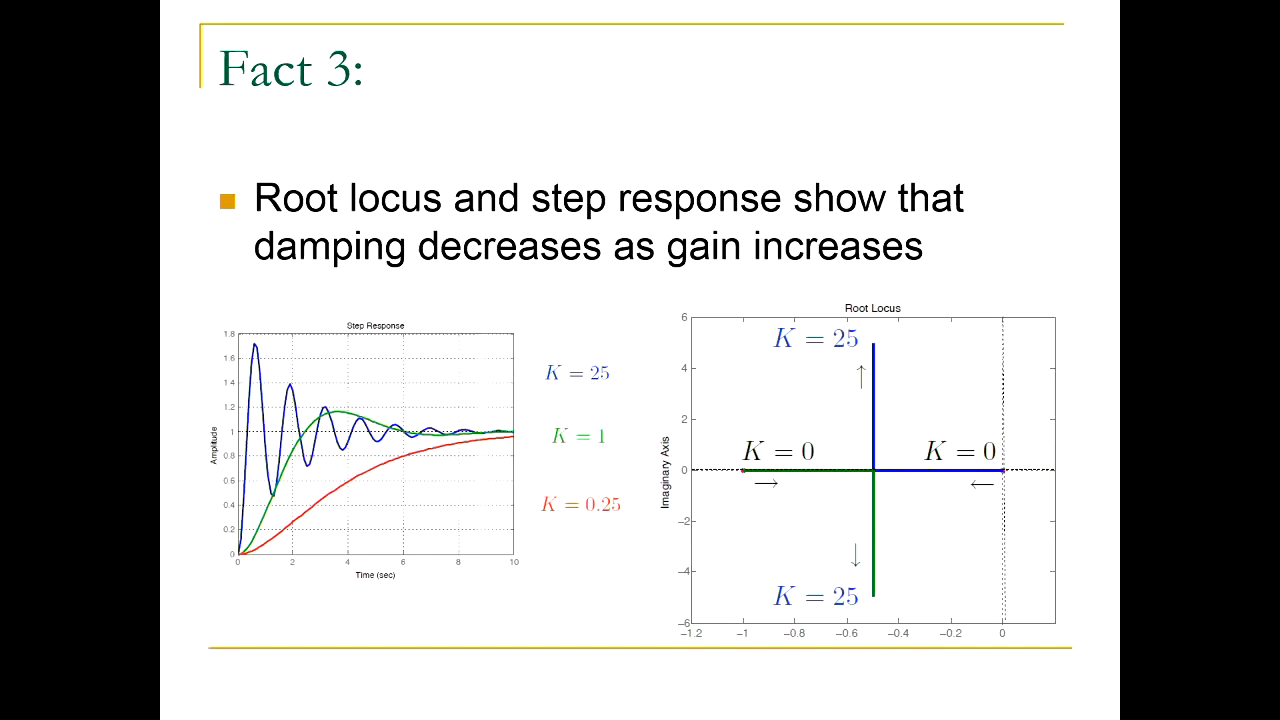 Fact 3:
Root locus and step response show that
damping decreases as gain increases
Step Response
1.8
1.6
1.4
1.2
1
0.8
0.6
0.4
0.2
0
Amplitude
0 2 4 6 8 10
Time (sec)
K = 25
K = 1
K = 0.25
Root Locus
6
4
2
0
−2
−4
−6
Imaginary Axis
K = 25
↑
K = 0 K = 0
→ ←
↓
K = 25
−1.2 −1 −0.8 −0.6 −0.4 −0.2 0